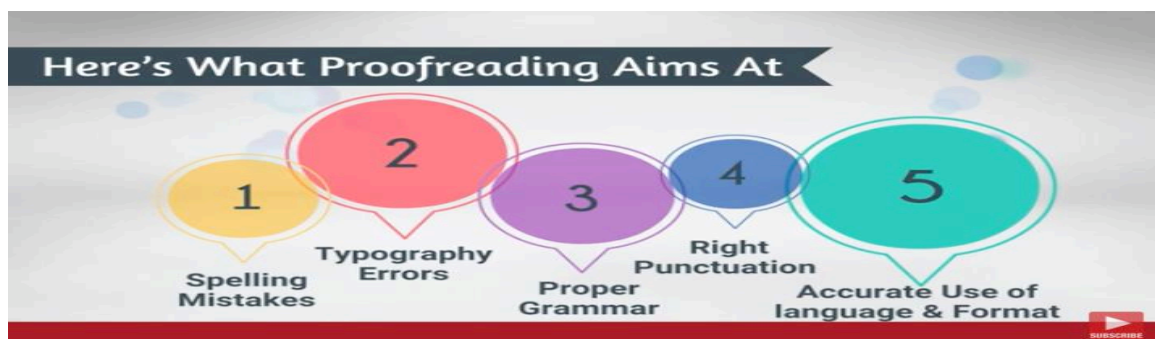 Here's What Proofreading Aims At
1
Spelling
Mistakes
2
Typography
Errors
3
Proper
Grammar
4
Right
Punctuation
5
Accurate Use of
language & Format
SUBSCRIBE